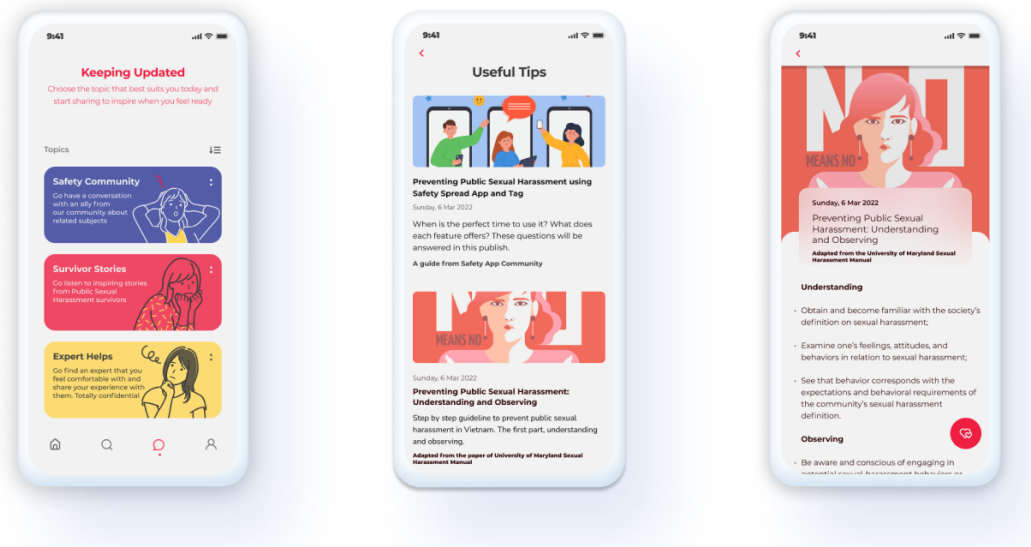 9:41
Keeping Updated
Choose the topic that best suits you today and
start sharing to inspire when you feel ready
Topics
Safety Community
Go have a conversation
with an ally from
our community about
related subjects
Survivor Stories
Go listen to inspiring stories
from Public Sexual
Harassment survivors
Expert Helps
Go find an expert that you
feel comfortable with and
share your experience with
them. Totally confidential
9:41
Useful Tips
Preventing Public Sexual Harassment using
Safety Spread App and Tag
Sunday, 6 Mar 2022
When is the perfect time to use it? What does
each feature offers? These questions will be
answered in this publish.
A guide from Safety App Community
NO
MEANS NO
Sunday, 6 Mar 2022
Preventing Public Sexual Harassment:
Understanding and Observing
Step by step guideline to prevent public sexual
harassment in Vietnam. The first part, understanding
and observing.
Adapted from the paper of University of Maryland Sexual
Harassment Manual
9:41
NO
MEANS NO
Sunday, 6 Mar 2022
Preventing Public Sexual
Harassment: Understanding
and Observing
Adapted from the University of Maryland Sexual
Harassment Manual
Understanding
• Obtain and become familiar with the society's
definition on sexual harassment;
• Examine one's feelings, attitudes, and
behaviors in relation to sexual harassment;
• See that behavior corresponds with the
expectations and behavioral requirements of
the community's sexual harassment
definition.
Observing
• Be aware and conscious of engaging in
potential sexual harassment behaviors or